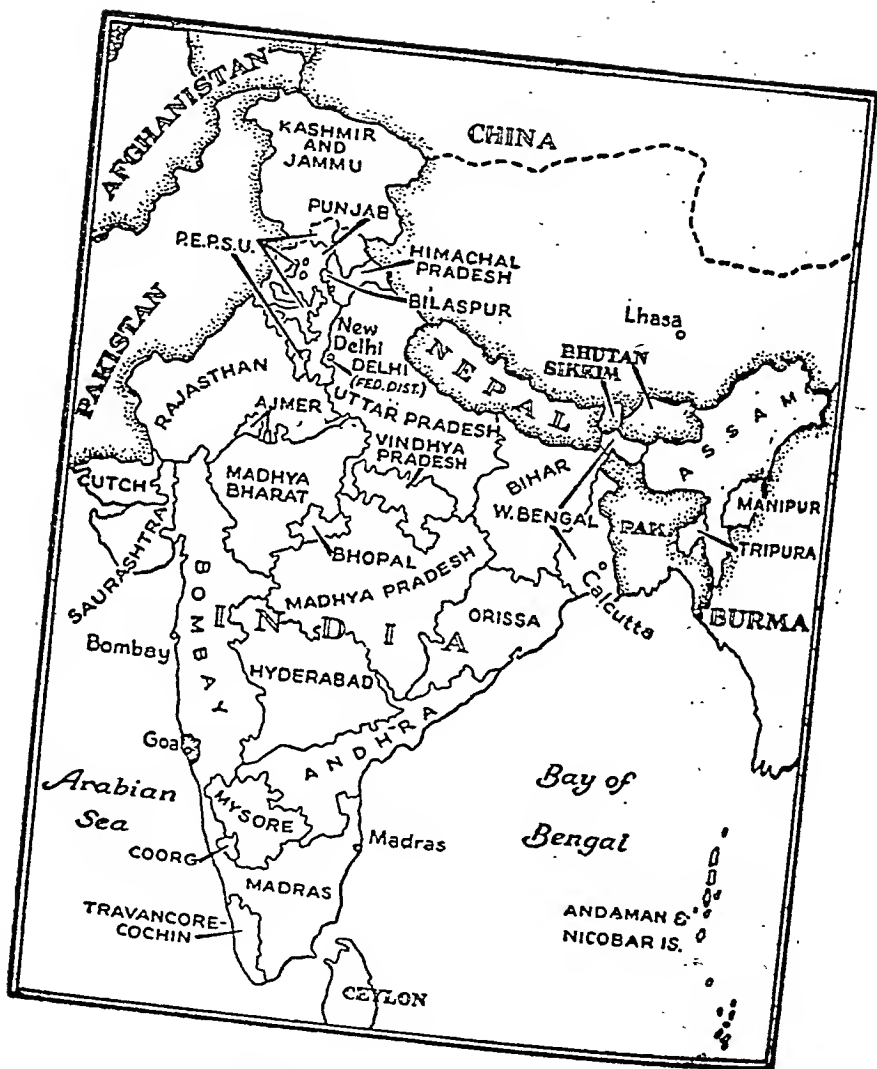 AFGHANISTAN
KASHMIR
AND
JAMMU
CHINA
PUNJAB
P.E.P.S.U.
HIMACHAL
PRADESH
BILASPUR
PAKISTAN
New
Delhi
DELHI
(FED. DIST.)
NEPAL
Lhasa
BHUTAN
SIKKIM
RAJASTHAN
AJMER
UTTAR PRADESH
VINDHYA
PRADESH
ASSAM
CUTCH
MADHYA
BHARAT
BIHAR
W. BENGAL
PAK
MANIPUR
TRIPURA
SAURASHTRA
BHOPAL
MADHYA PRADESH
Calcutta
BOMBAY
INDIA
ORISSA
BURMA
Bombay
HYDERABAD
ANDHRA
Goa
Arabian
Sea
Bay of
Bengal
MYSORE
Madras
COORG
MADRAS
TRAVANCORE-
COCHIN
ANDAMAN &
NICOBAR IS.
CEYLON